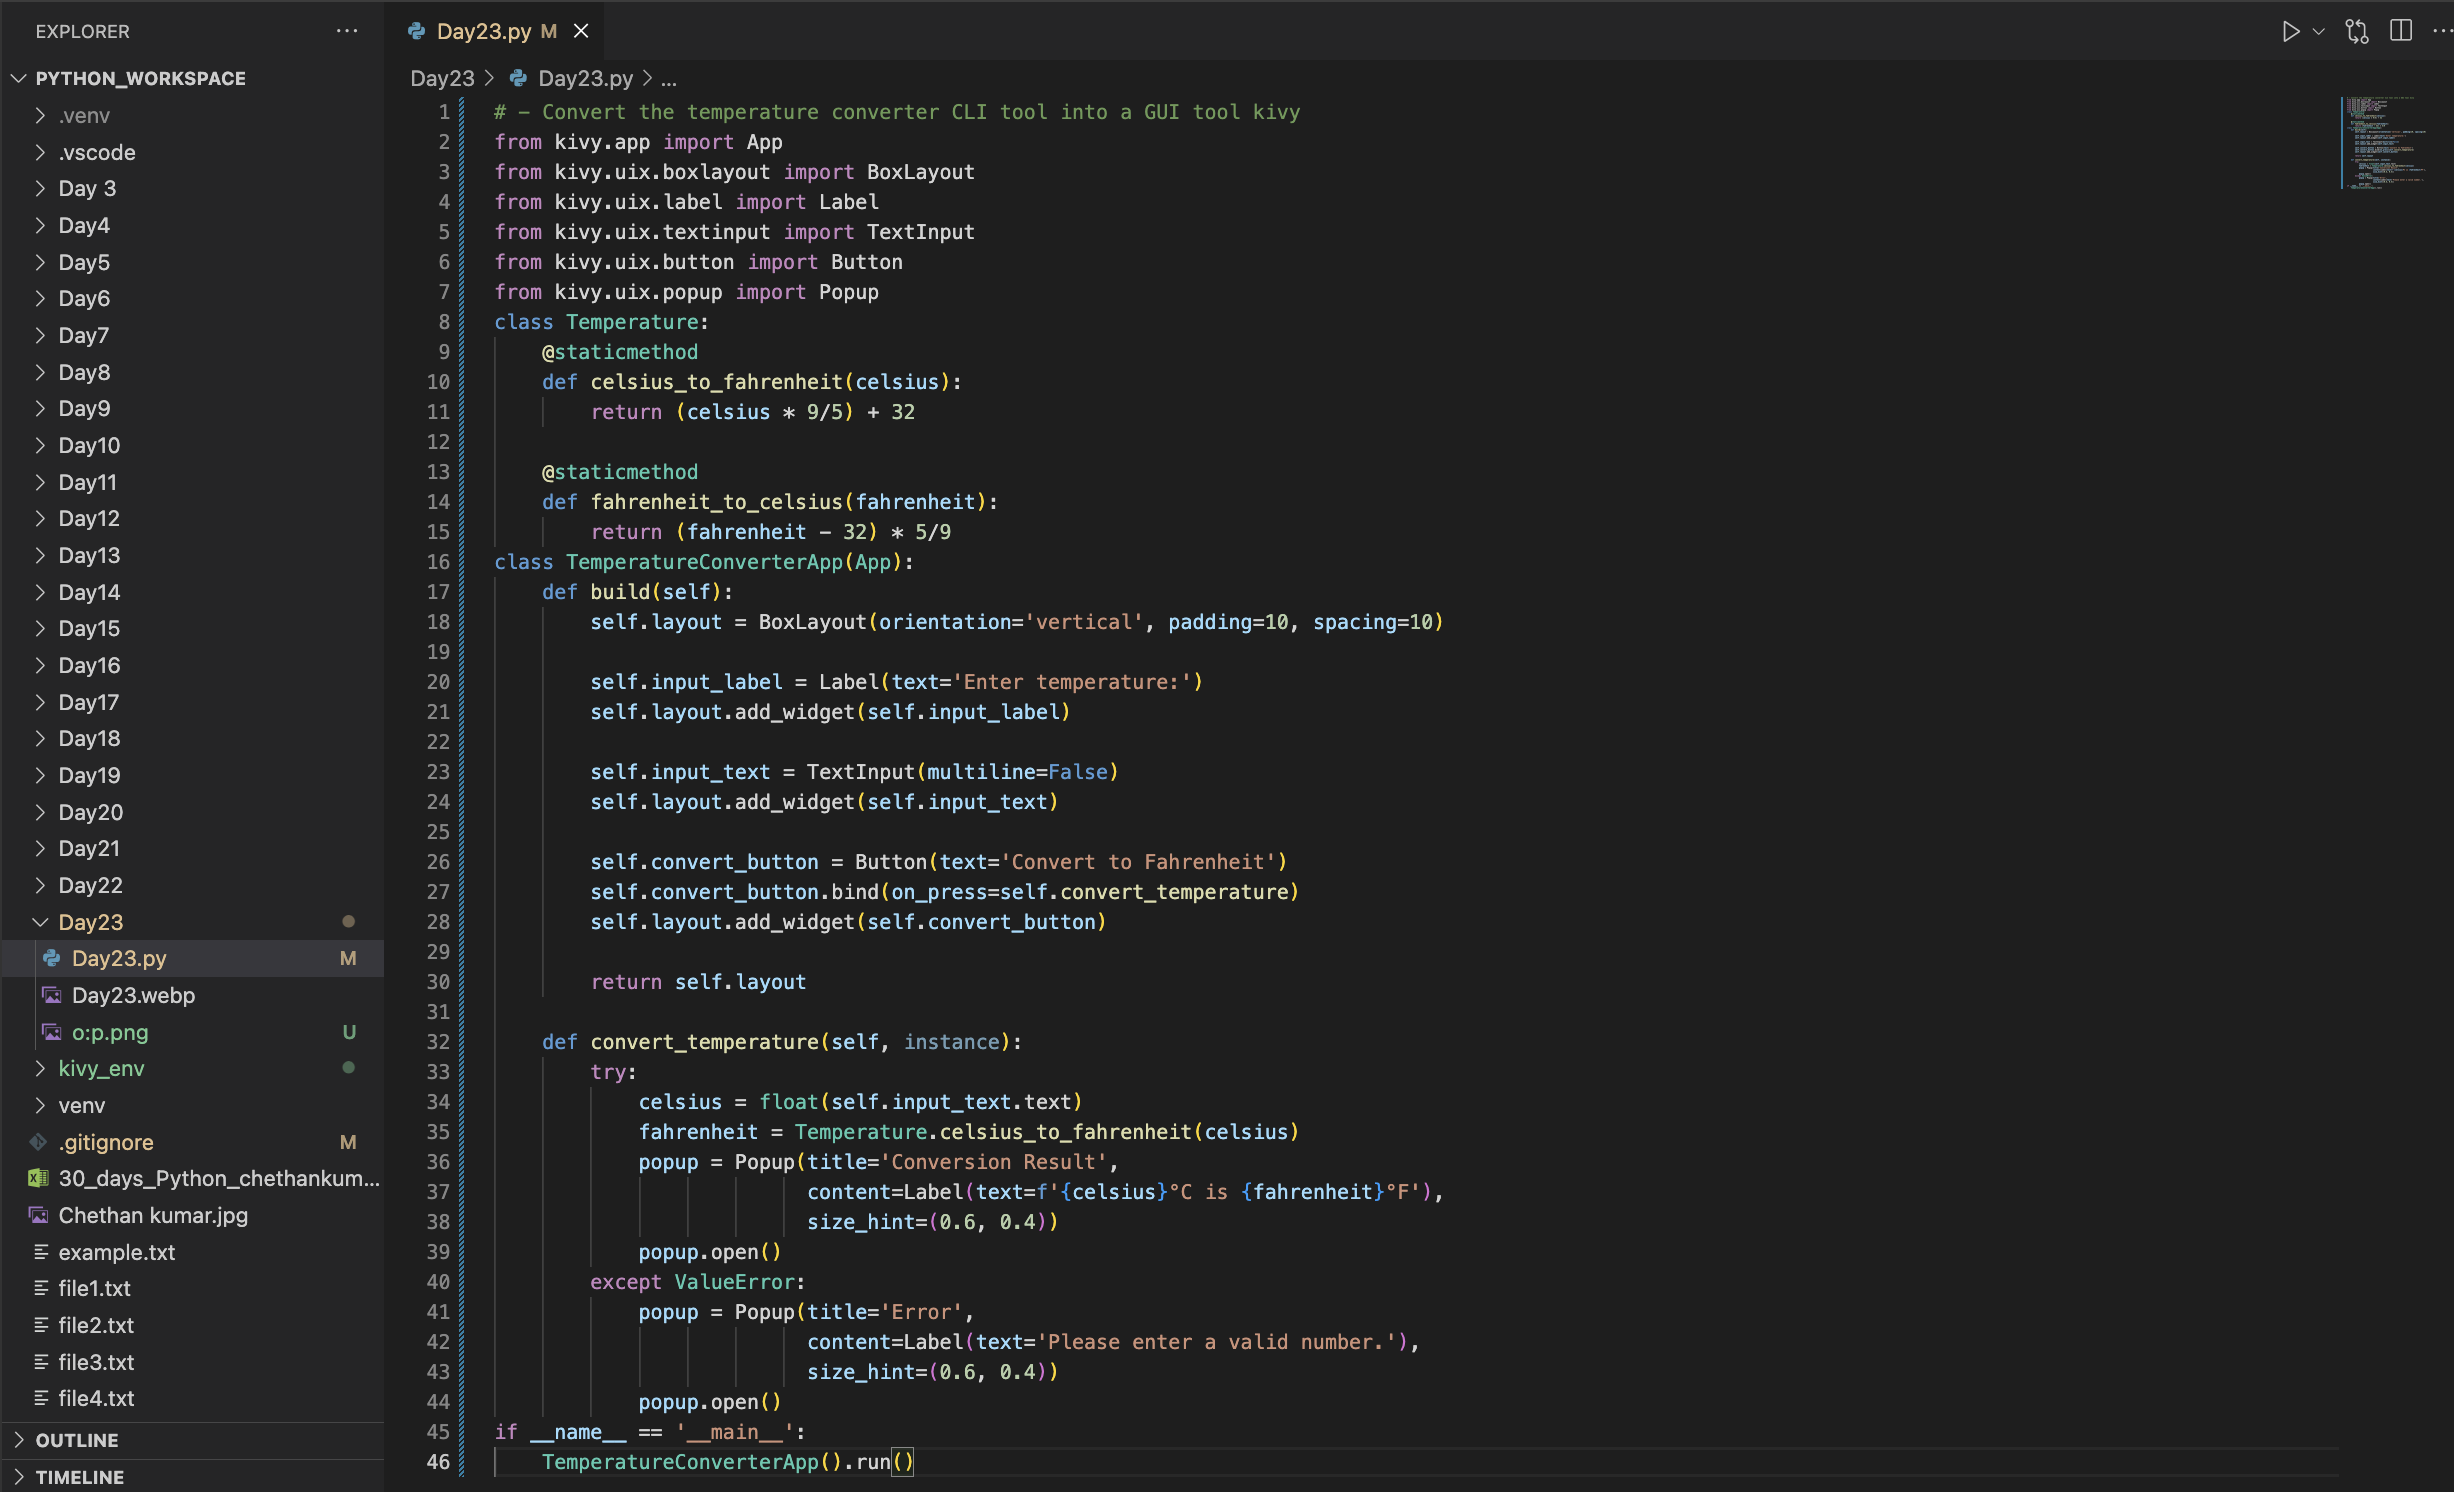 EXPLORER
PYTHON_WORKSPACE
.venv
.vscode
Day 3
Day4
Day5
Day6
Day7
Day8
Day9
Day10
Day11
Day12
Day13
Day14
Day15
Day16
Day17
Day18
Day19
Day20
Day21
Day22
Day23
Day23.py M
Day23.webp
o:p.png U
kivy_env
venv
.gitignore M
30_days_Python_chethankum...
Chethan kumar.jpg
example.txt
file1.txt
file2.txt
file3.txt
file4.txt
OUTLINE
TIMELINE
Day23.py M
Day23 > Day23.py > ...
1 # - Convert the temperature converter CLI tool into a GUI tool kivy
2 from kivy.app import App
3 from kivy.uix.boxlayout import BoxLayout
4 from kivy.uix.label import Label
5 from kivy.uix.textinput import TextInput
6 from kivy.uix.button import Button
7 from kivy.uix.popup import Popup
8 class Temperature:
9     @staticmethod
10     def celsius_to_fahrenheit(celsius):
11         return (celsius * 9/5) + 32
12
13     @staticmethod
14     def fahrenheit_to_celsius(fahrenheit):
15         return (fahrenheit - 32) * 5/9
16 class TemperatureConverterApp(App):
17     def build(self):
18         self.layout = BoxLayout(orientation='vertical', padding=10, spacing=10)
19
20         self.input_label = Label(text='Enter temperature:')
21         self.layout.add_widget(self.input_label)
22
23         self.input_text = TextInput(multiline=False)
24         self.layout.add_widget(self.input_text)
25
26         self.convert_button = Button(text='Convert to Fahrenheit')
27         self.convert_button.bind(on_press=self.convert_temperature)
28         self.layout.add_widget(self.convert_button)
29
30         return self.layout
31
32     def convert_temperature(self, instance):
33         try:
34             celsius = float(self.input_text.text)
35             fahrenheit = Temperature.celsius_to_fahrenheit(celsius)
36             popup = Popup(title='Conversion Result',
37                           content=Label(text=f'{celsius}°C is {fahrenheit}°F'),
38                           size_hint=(0.6, 0.4))
39             popup.open()
40         except ValueError:
41             popup = Popup(title='Error',
42                           content=Label(text='Please enter a valid number.'),
43                           size_hint=(0.6, 0.4))
44             popup.open()
45 if __name__ == '__main__':
46     TemperatureConverterApp().run()